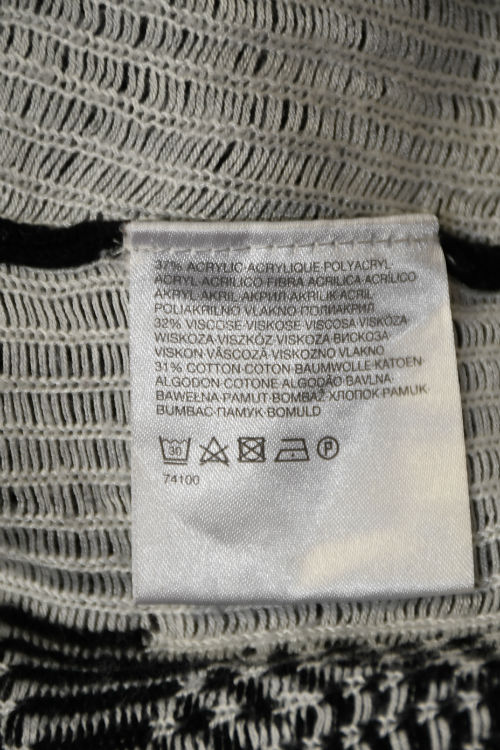 37% ACRYLIC·ACRYLIQUE·POLYACRYL·
ACRYL·ACRILICO·FIBRA ACRILICA·ACRÍLICO
AKRYL·AKRIL·АКРИЛ·AKRILIK·ACRIL
POLIAKRILNO VLAKNO·ПОЛИАКРИЛ
32% VISCOSE·VISKOSE·VISCOSA·VISKOZA·
WISKOZA·VISZKÓZ·VISKOZA·ВИСКОЗА
VISKON·VÂSCOZĂ·VISKOZNO VLAKNO
31% COTTON·COTON·BAUMWOLLE·KATOEN·
ALGODON·COTONE·ALGODÃO·BAVLNA·
BAWEŁNA·PAMUT·BOMBAŽ·ХЛОПОК·PAMUK·
BUMBAC·ПАМУК·BOMULD
30 P
74100